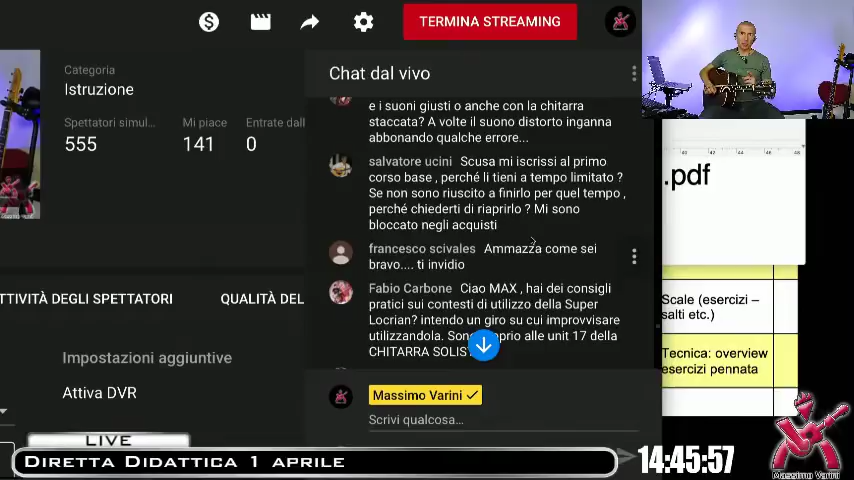 TERMINA STREAMING
Categoria
Istruzione
Spettatori simul...
Mi piace
Entrate dall
555
141
0
TTIVITÀ DEGLI SPETTATORI
QUALITÀ DEL
Impostazioni aggiuntive
Attiva DVR
Chat dal vivo
e i suoni giusti o anche con la chitarra
staccata? A volte il suono distorto inganna
abbonando qualche errore...
salvatore ucini Scusa mi iscrissi al primo
corso base , perché li tieni a tempo limitato ?
Se non sono riuscito a finirlo per quel tempo ,
perché chiederti di riaprirlo ? Mi sono
bloccato negli acquisti
francesco scivales Ammazza come sei
bravo.... ti invidio
Fabio Carbone Ciao MAX , hai dei consigli
pratici sui contesti di utilizzo della Super
Locrian? intendo un giro su cui improvvisare
utilizzandola.
alle unit 17 della
CHITARRA
Massimo Varini
Scrivi qualcosa...
.pdf
Scale (esercizi –
salti etc.)
Tecnica: overview
esercizi pennata
LIVE
DIRETTA DIDATTICA 1 APRILE
14:45:57
Massimo Varini